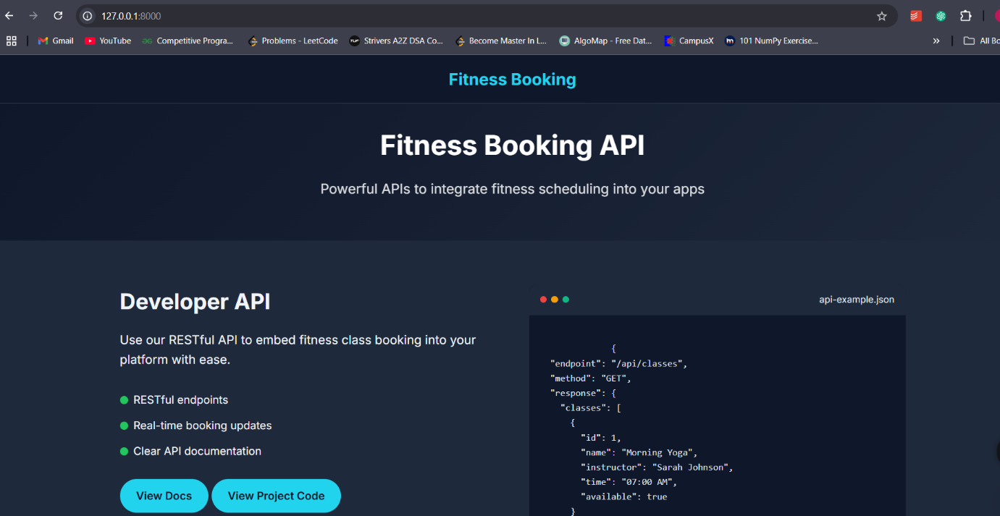 127.0.0.1:8000
Gmail YouTube Competitive Progra... Problems - LeetCode Strivers A2Z DSA Co... Become Master In L... AlgoMap - Free Dat... CampusX 101 NumPy Exercise... » All Bo
Fitness Booking
Fitness Booking API
Powerful APIs to integrate fitness scheduling into your apps
Developer API
Use our RESTful API to embed fitness class booking into your
platform with ease.
RESTful endpoints
Real-time booking updates
Clear API documentation
View Docs View Project Code
api-example.json
{
"endpoint": "/api/classes",
"method": "GET",
"response": {
"classes": [
{
"id": 1,
"name": "Morning Yoga",
"instructor": "Sarah Johnson",
"time": "07:00 AM",
"available": true
}